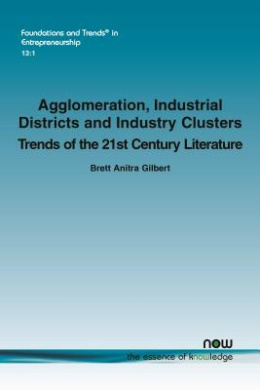 Foundations and Trends® in
Entrepreneurship
13:1
Agglomeration, Industrial
Districts and Industry Clusters
Trends of the 21st Century Literature
Brett Anitra Gilbert
now
the essence of knowledge